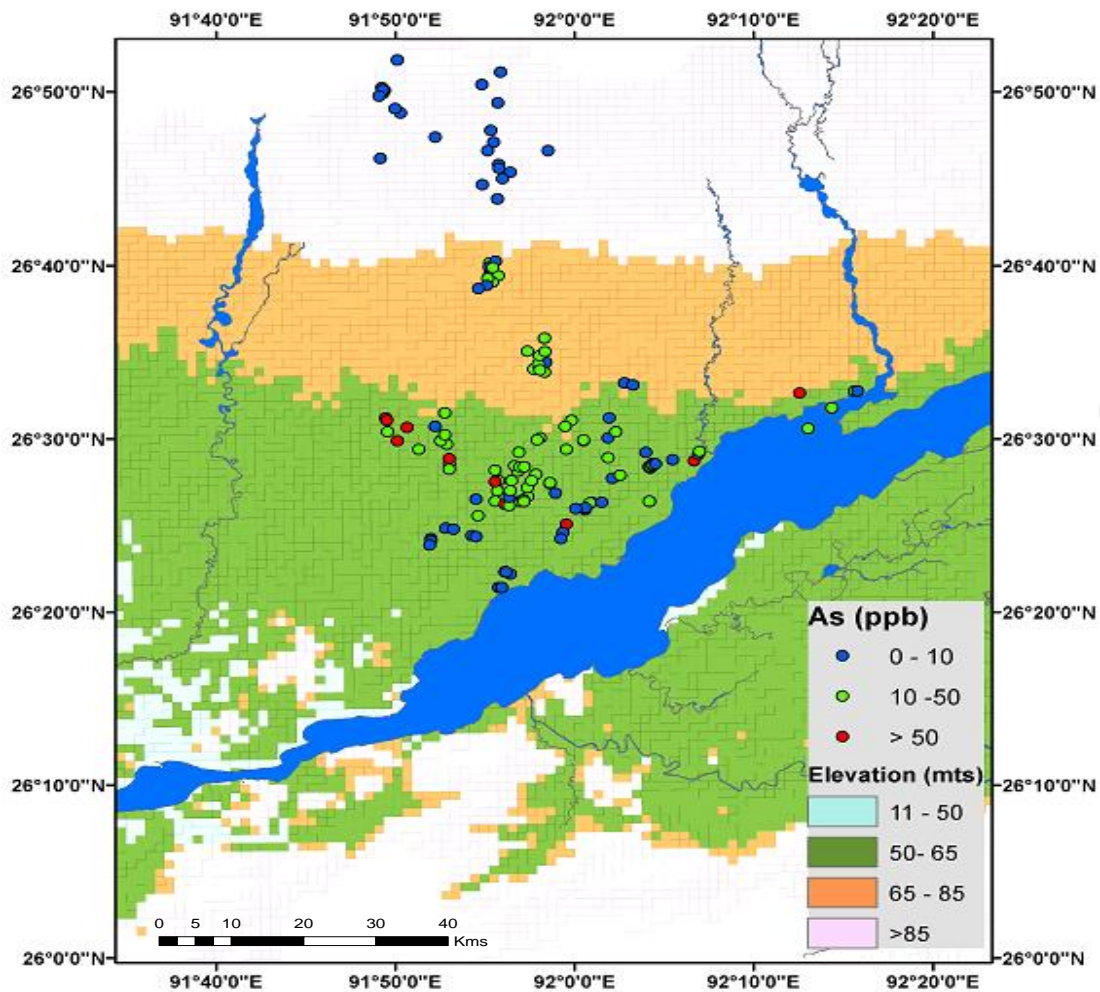 91°40'0"E 91°50'0"E 92°0'0"E 92°10'0"E 92°20'0"E
26°50'0"N 26°50'0"N
26°40'0"N 26°40'0"N
26°30'0"N 26°30'0"N
26°20'0"N 26°20'0"N
As (ppb)
0 - 10
10 -50
> 50
Elevation (mts)
26°10'0"N 26°10'0"N
11 - 50
50- 65
65 - 85
>85
0 5 10 20 30 40
Kms
26°0'0"N 26°0'0"N
91°40'0"E 91°50'0"E 92°0'0"E 92°10'0"E 92°20'0"E